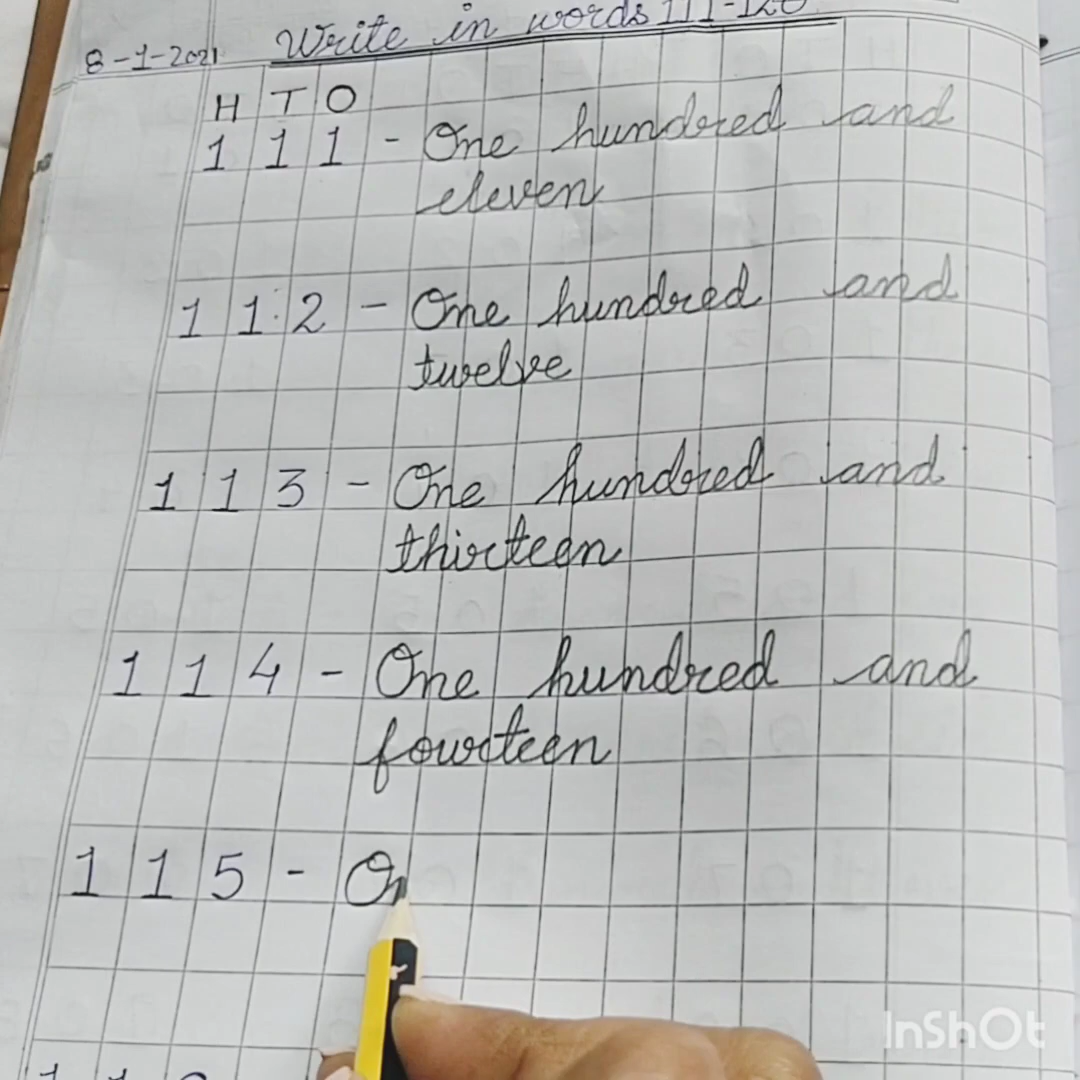 8-1-2021 Write in words 111-120
H T O
1 1 1 - One hundred and
eleven
1 1 2 - One hundred and
twelve
1 1 3 - One hundred and
thirteen
1 1 4 - One hundred and
fourteen
1 1 5 - On
InShOt